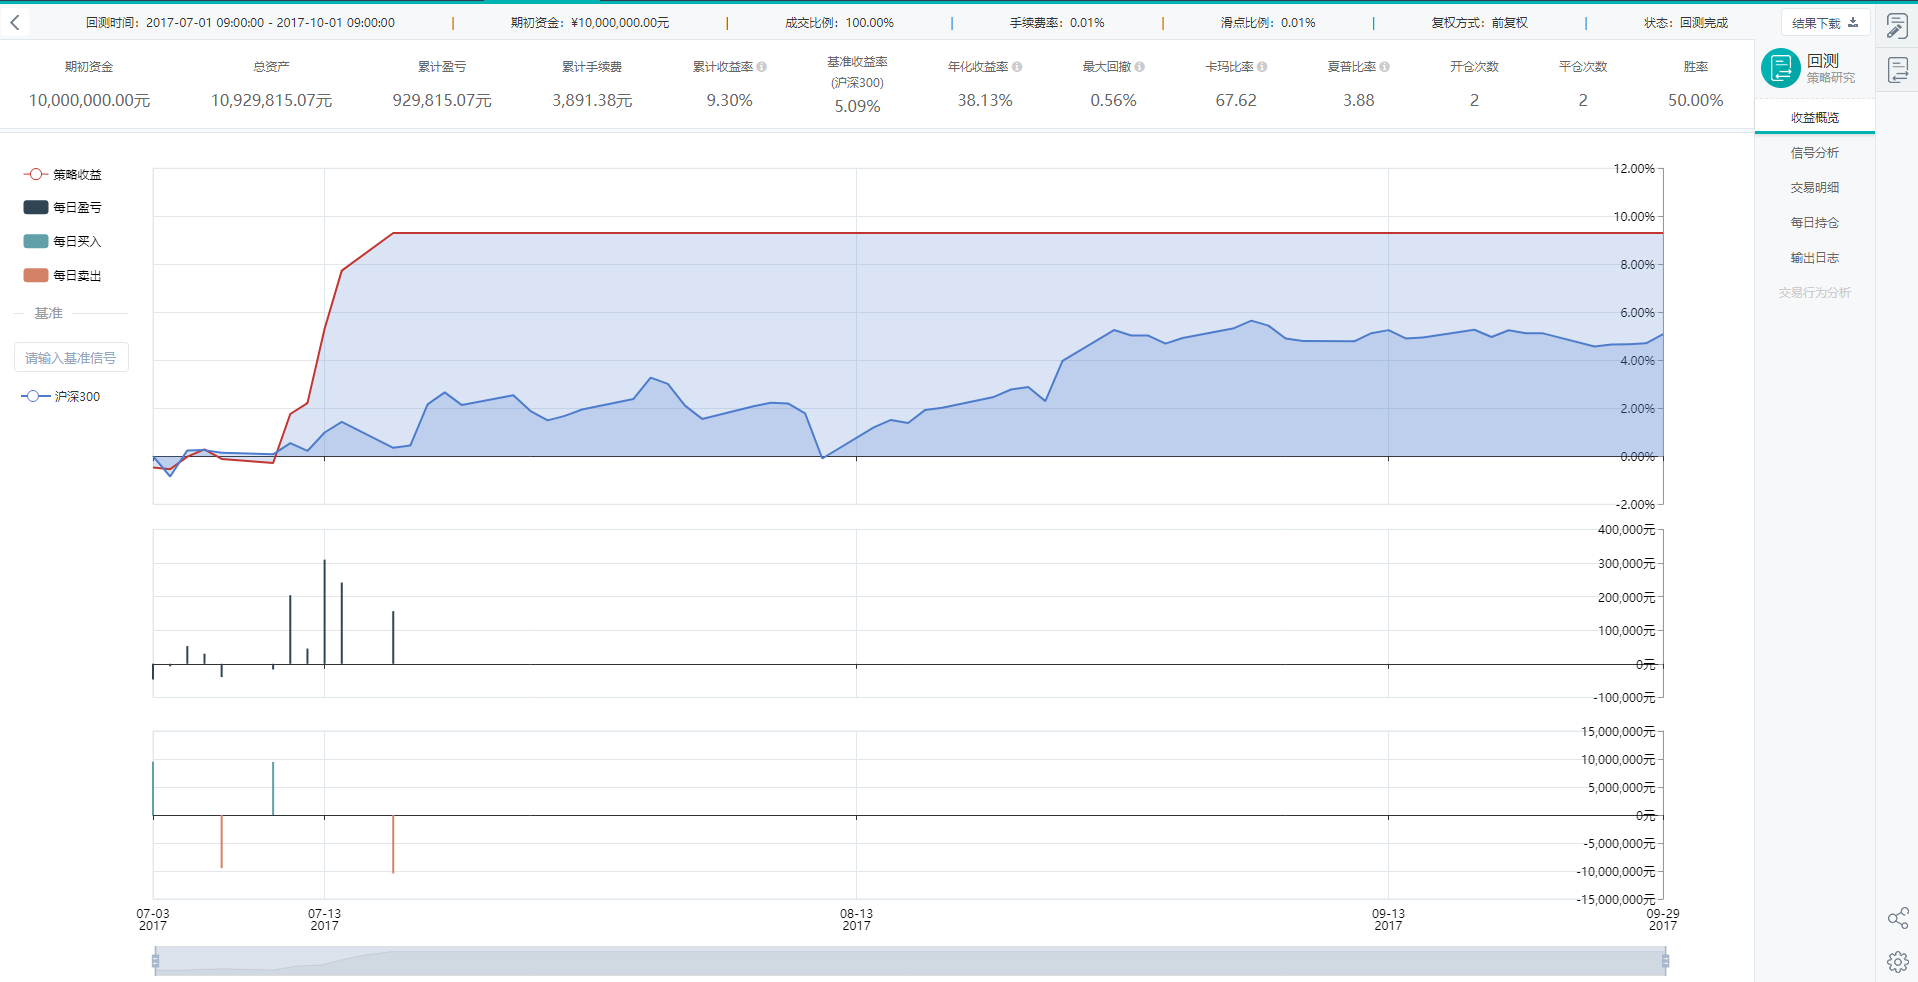 回测时间：2017-07-01 09:00:00 - 2017-10-01 09:00:00 | 期初资金：¥10,000,000.00元 | 成交比例：100.00% | 手续费率：0.01% | 滑点比例：0.01% | 复权方式：前复权 | 状态：回测完成
结果下载
期初资金
10,000,000.00元
总资产
10,929,815.07元
累计盈亏
929,815.07元
累计手续费
3,891.38元
累计收益率
9.30%
基准收益率
(沪深300)
5.09%
年化收益率
38.13%
最大回撤
0.56%
卡玛比率
67.62
夏普比率
3.88
开仓次数
2
平仓次数
2
胜率
50.00%
回测
策略研究
收益概览
信号分析
交易明细
每日持仓
输出日志
交易行为分析
策略收益
每日盈亏
每日买入
每日卖出
基准
请输入基准信号
沪深300
12.00%
10.00%
8.00%
6.00%
4.00%
2.00%
0.00%
-2.00%
400,000元
300,000元
200,000元
100,000元
0元
-100,000元
15,000,000元
10,000,000元
5,000,000元
0元
-5,000,000元
-10,000,000元
-15,000,000元
07-03
2017
07-13
2017
08-13
2017
09-13
2017
09-29
2017